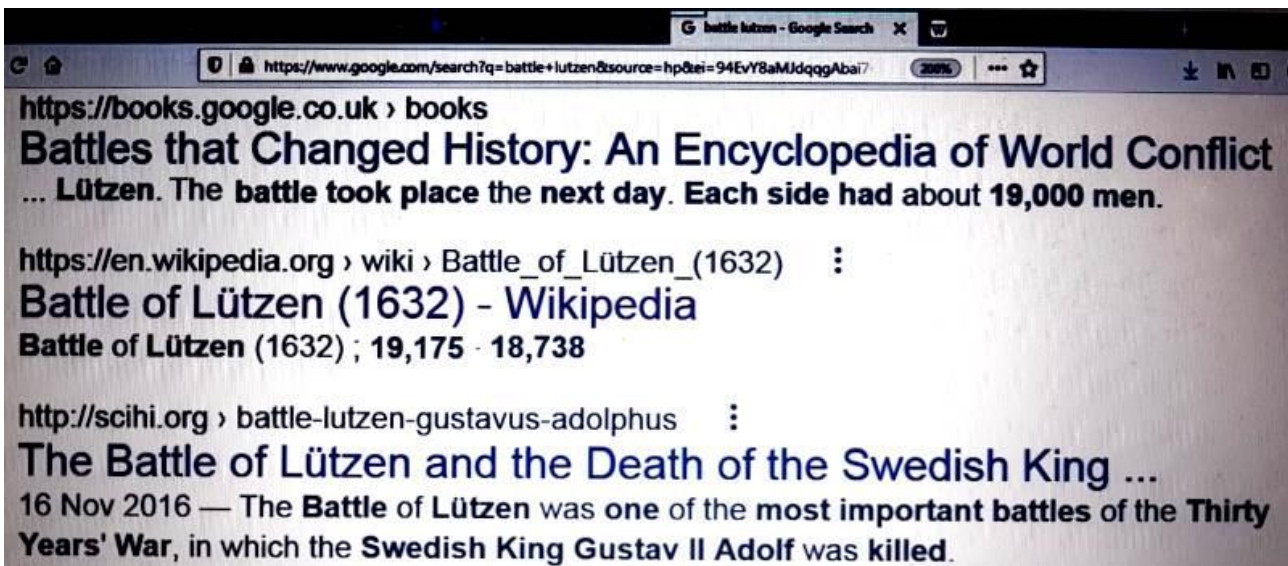 G battle lutzen - Google Search X W
https://www.google.com/search?q=battle+lutzen&source=hp&ei=94EvY8aMJdqqgAbai7 200%
https://books.google.co.uk › books
Battles that Changed History: An Encyclopedia of World Conflict
... Lützen. The battle took place the next day. Each side had about 19,000 men.
https://en.wikipedia.org › wiki › Battle_of_Lützen_(1632)
Battle of Lützen (1632) - Wikipedia
Battle of Lützen (1632) ; 19,175 · 18,738
http://scihi.org › battle-lutzen-gustavus-adolphus
The Battle of Lützen and the Death of the Swedish King ...
16 Nov 2016 — The Battle of Lützen was one of the most important battles of the Thirty
Years' War, in which the Swedish King Gustav II Adolf was killed.